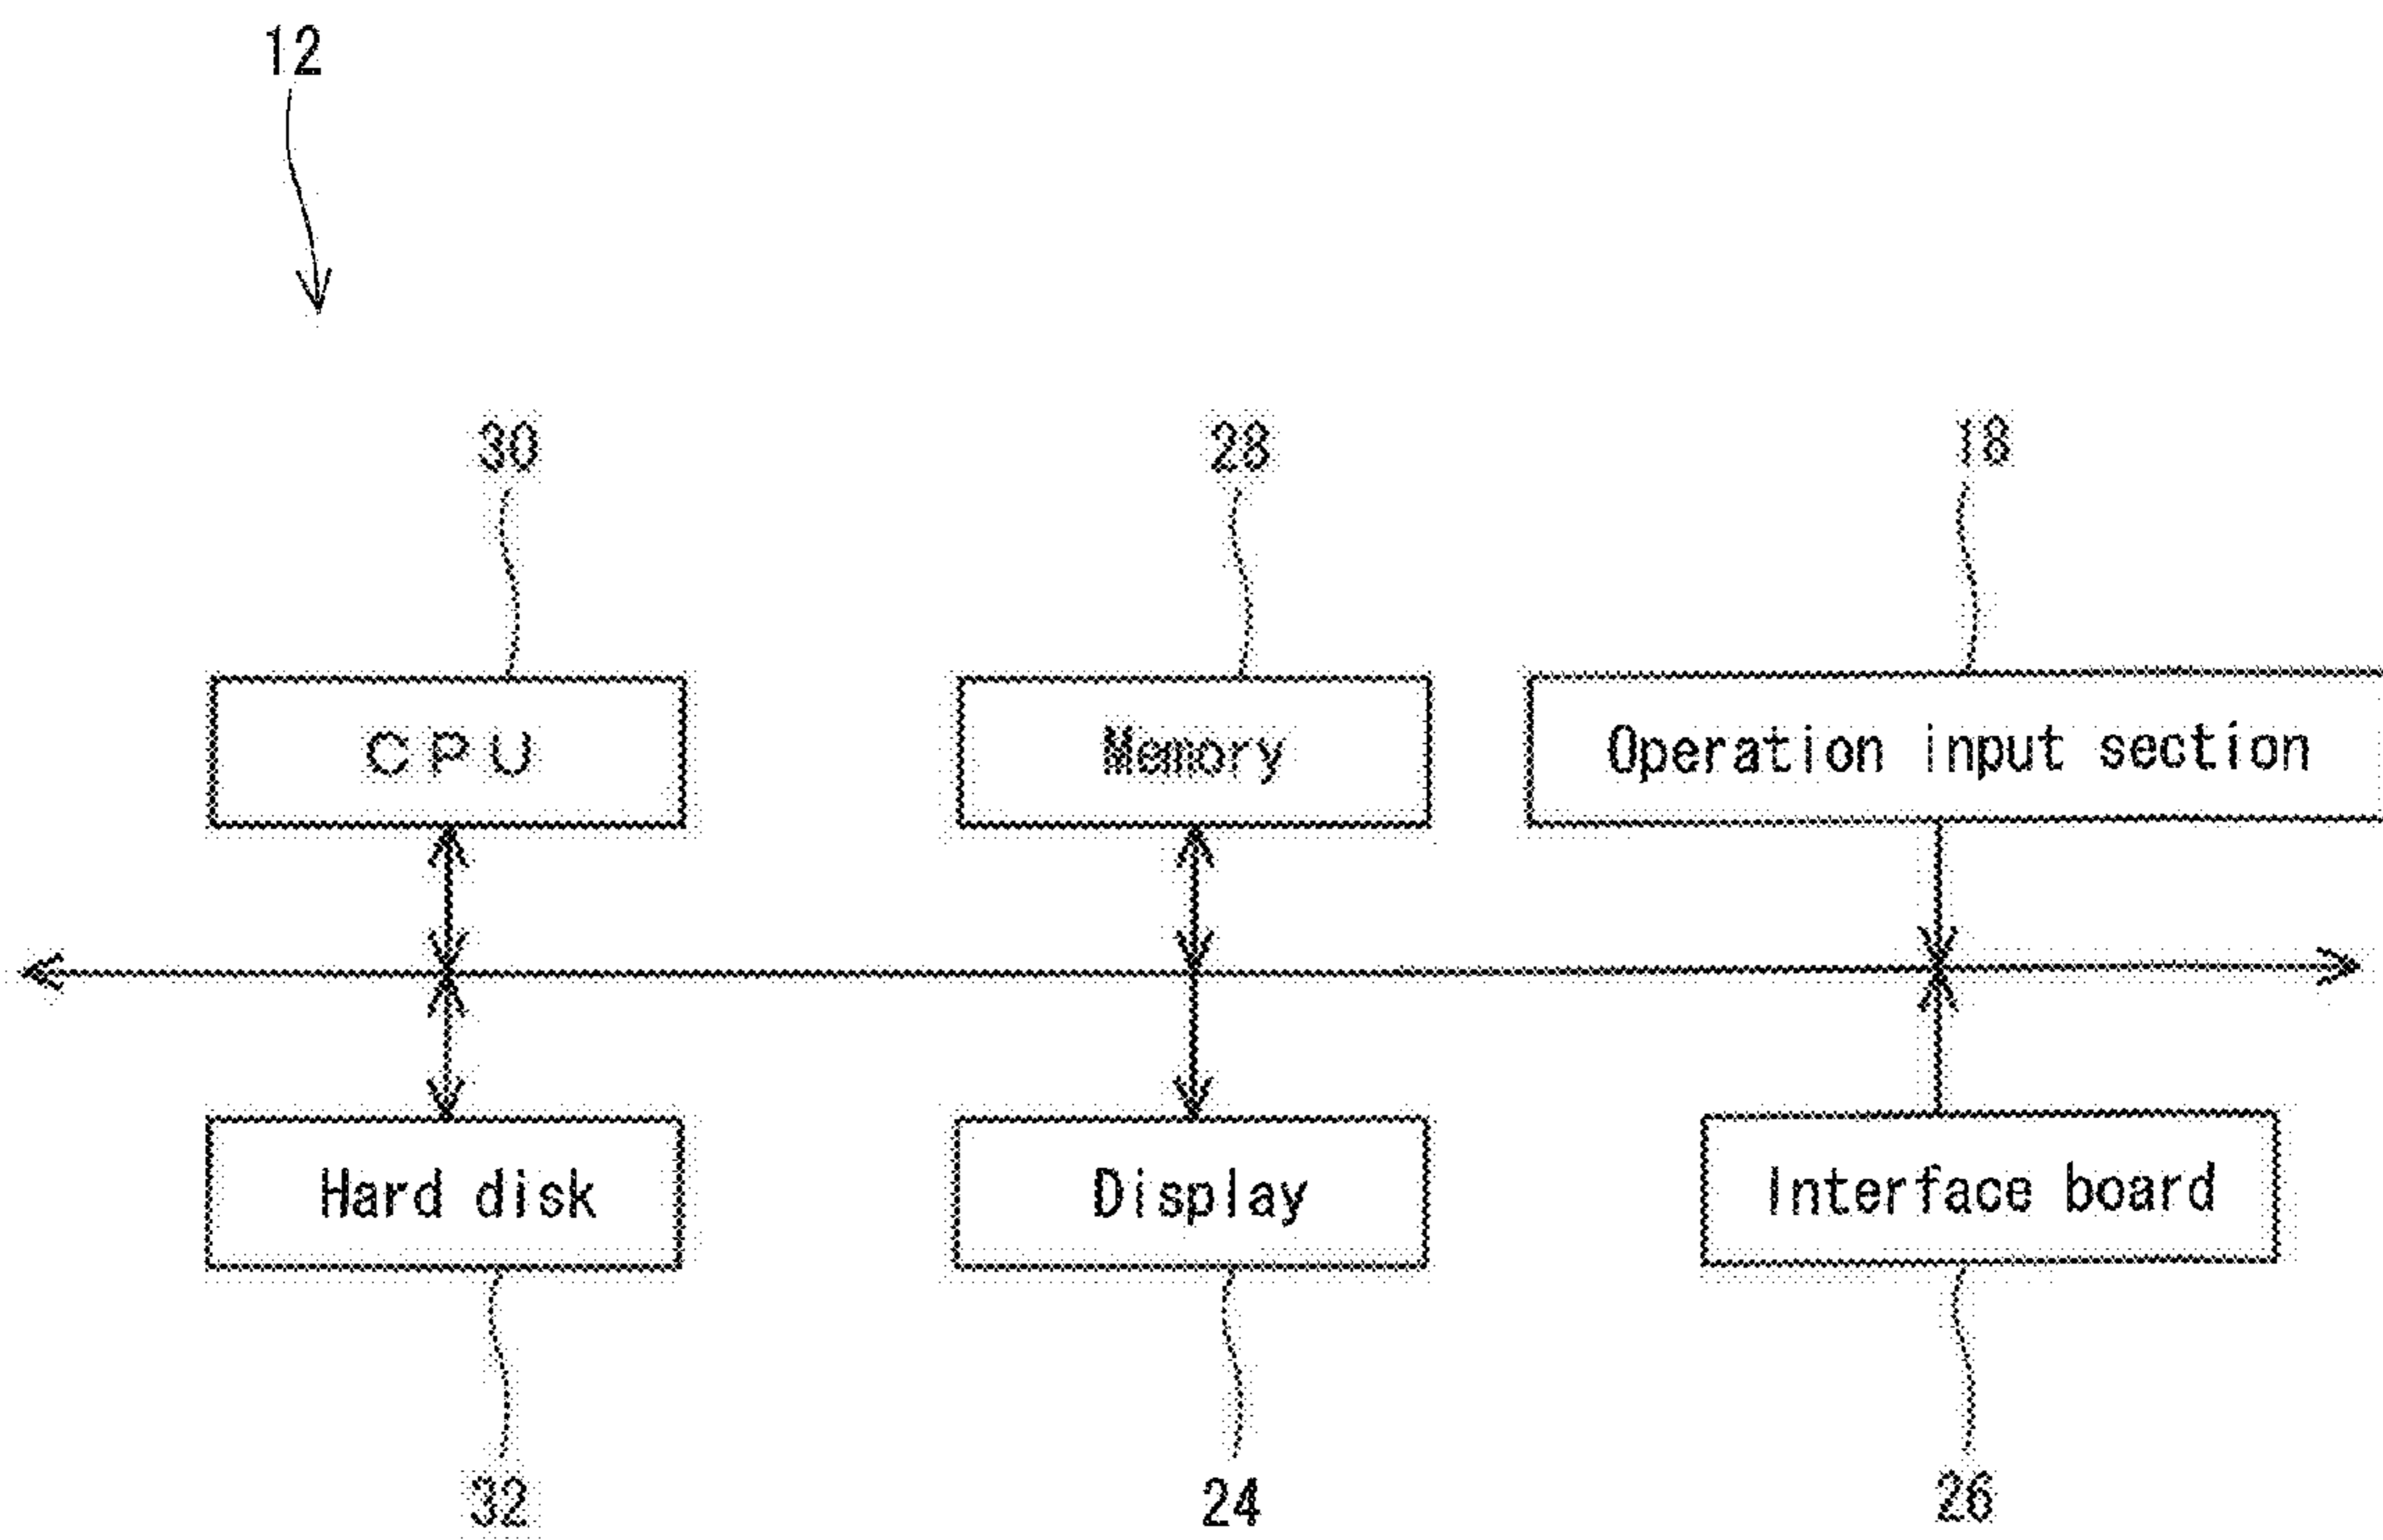 12
30 28 18
CPU Memory Operation input section
Hard disk Display Interface board
32 24 26